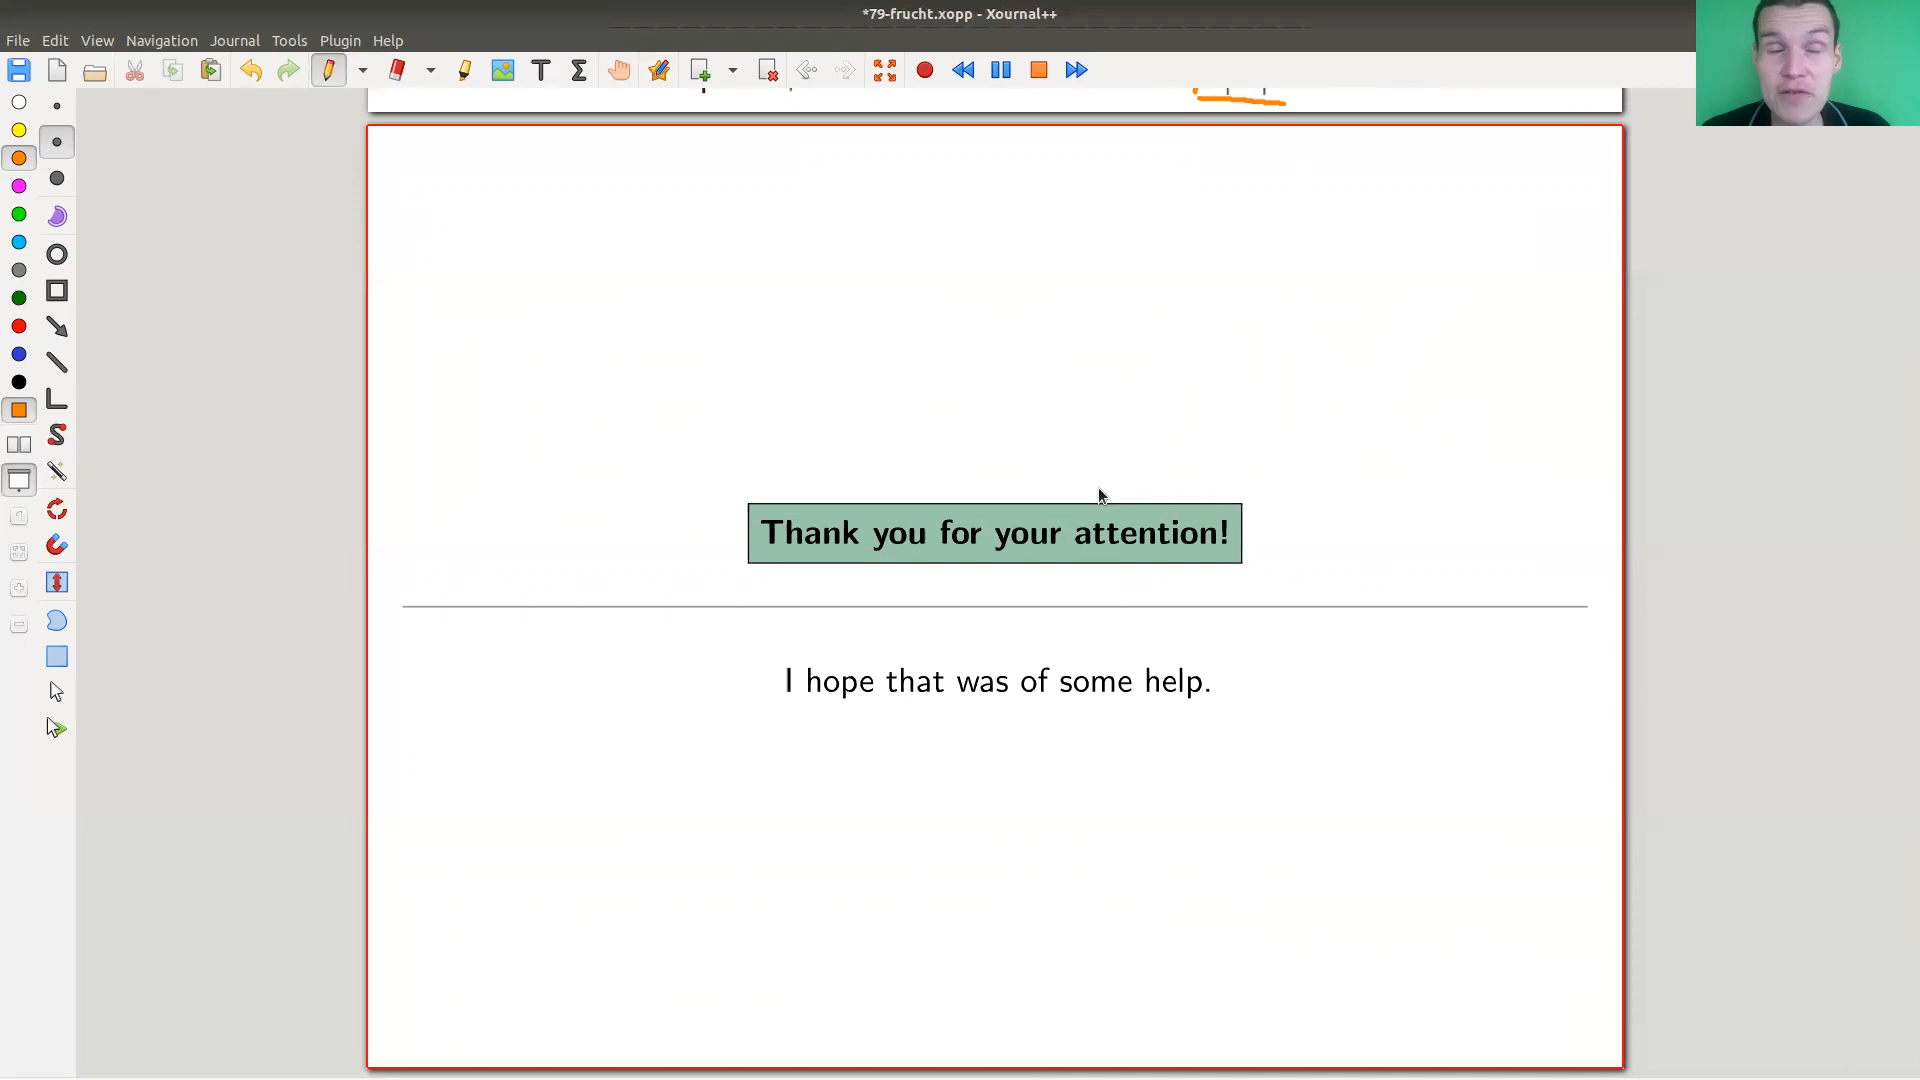 *79-frucht.xopp - Xournal++
File Edit View Navigation Journal Tools Plugin Help
Thank you for your attention!
I hope that was of some help.